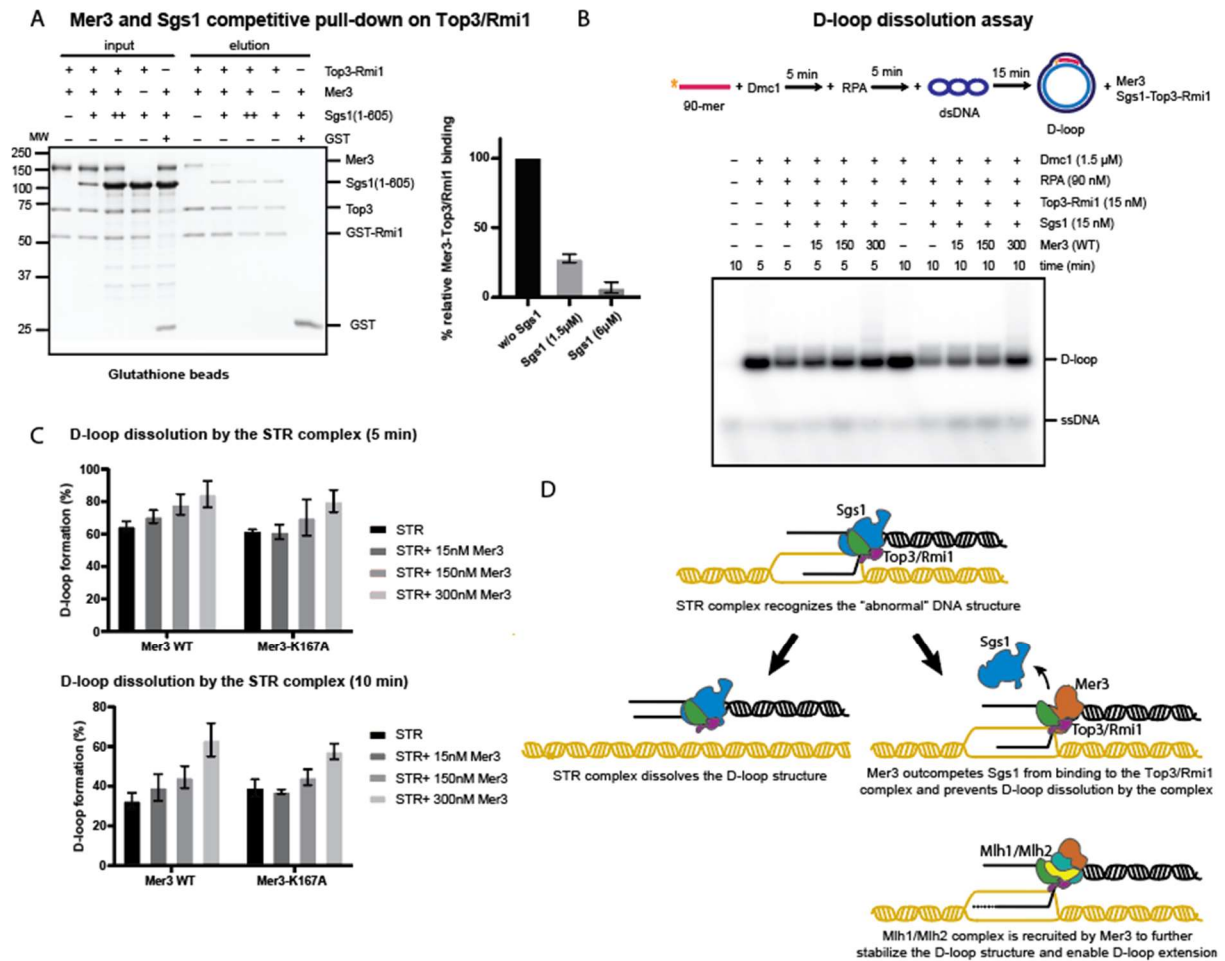 A Mer3 and Sgs1 competitive pull-down on Top3/Rmi1
input elution
+ + + + – + + + + – Top3-Rmi1
+ + + – + + + + – + Mer3
– + ++ + + – + ++ + + Sgs1(1-605)
+ + GST
MW
250
150
100
75
50
37
25
Mer3
Sgs1(1-605)
Top3
GST-Rmi1
GST
Glutathione beads
% relative Mer3-Top3/Rmi1 binding
100
50
0
w/o Sgs1
Sgs1 (1.5µM)
Sgs1 (6µM)
B D-loop dissolution assay
*
90-mer
+ Dmc1
5 min
+ RPA
5 min
+
dsDNA
15 min
D-loop
+ Mer3
Sgs1-Top3-Rmi1
– + + + + + + + + + + Dmc1 (1.5 µM)
– + + + + + + + + + + RPA (90 nM)
– – + + + + – + + + + Top3-Rmi1 (15 nM)
– – + + + + – + + + + Sgs1 (15 nM)
– – – 15 150 300 – – 15 150 300 Mer3 (WT)
10 5 5 5 5 5 10 10 10 10 10 time (min)
D-loop
ssDNA
C D-loop dissolution by the STR complex (5 min)
D-loop formation (%)
100
80
60
40
20
0
Mer3 WT Mer3-K167A
STR
STR+ 15nM Mer3
STR+ 150nM Mer3
STR+ 300nM Mer3
D-loop dissolution by the STR complex (10 min)
D-loop formation (%)
80
60
40
20
0
Mer3 WT Mer3-K167A
STR
STR+ 15nM Mer3
STR+ 150nM Mer3
STR+ 300nM Mer3
D
Sgs1
Top3/Rmi1
STR complex recognizes the "abnormal" DNA structure
STR complex dissolves the D-loop structure
Sgs1
Mer3
Top3/Rmi1
Mer3 outcompetes Sgs1 from binding to the Top3/Rmi1
complex and prevents D-loop dissolution by the complex
Mlh1/Mlh2
Mlh1/Mlh2 complex is recruited by Mer3 to further
stabilize the D-loop structure and enable D-loop extension